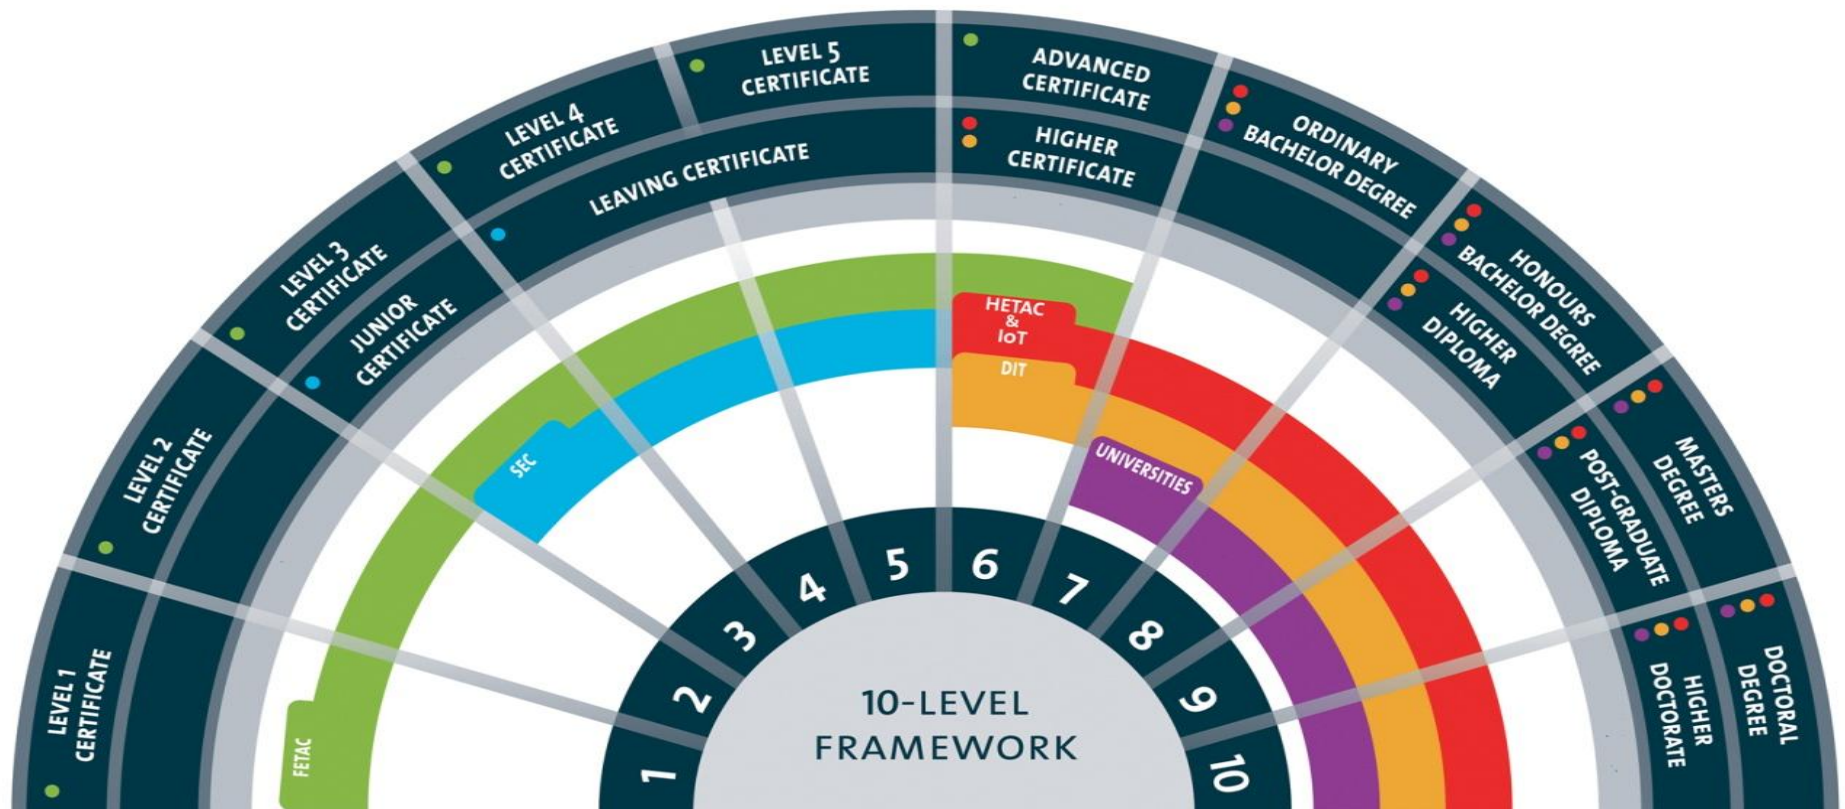 LEVEL 1
CERTIFICATE
LEVEL 2
CERTIFICATE
LEVEL 3
CERTIFICATE
JUNIOR
CERTIFICATE
LEVEL 4
CERTIFICATE
LEVEL 5
CERTIFICATE
LEAVING CERTIFICATE
ADVANCED
CERTIFICATE
HIGHER
CERTIFICATE
ORDINARY
BACHELOR DEGREE
HONOURS
BACHELOR DEGREE
HIGHER
DIPLOMA
MASTERS
DEGREE
POST-GRADUATE
DIPLOMA
DOCTORAL
DEGREE
HIGHER
DOCTORATE
FETAC
SEC
HETAC
&
IoT
DIT
UNIVERSITIES
1
2
3
4
5
6
7
8
9
10
10-LEVEL
FRAMEWORK